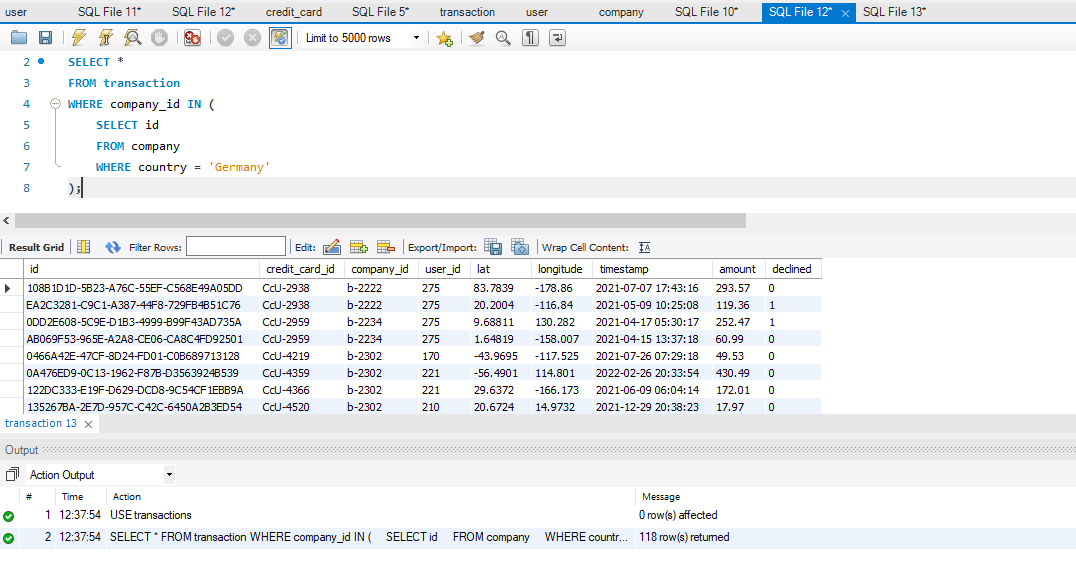 user SQL File 11* SQL File 12* credit_card SQL File 5* transaction user company SQL File 10* SQL File 12* SQL File 13*
Limit to 5000 rows
2 SELECT *
3 FROM transaction
4 WHERE company_id IN (
5 SELECT id
6 FROM company
7 WHERE country = 'Germany'
8 );
Result Grid Filter Rows: Edit: Export/Import: Wrap Cell Content:
id credit_card_id company_id user_id lat longitude timestamp amount declined
108B1D1D-5B23-A76C-55EF-C568E49A05DD CcU-2938 b-2222 275 83.7839 -178.86 2021-07-07 17:43:16 293.57 0
EA2C3281-C9C1-A387-44F8-729FB4B51C76 CcU-2938 b-2222 275 20.2004 -116.84 2021-05-09 10:25:08 119.36 1
0DD2E608-5C9E-D1B3-4999-B99F43AD735A CcU-2959 b-2234 275 9.68811 130.282 2021-04-17 05:30:17 252.47 1
AB069F53-965E-A2A8-CE06-CA8C4FD92501 CcU-2959 b-2234 275 1.64819 -158.007 2021-04-15 13:37:18 60.99 0
0466A42E-47CF-8D24-FD01-C0B689713128 CcU-4219 b-2302 170 -43.9695 -117.525 2021-07-26 07:29:18 49.53 0
0A476ED9-0C13-1962-F87B-D3563924B539 CcU-4359 b-2302 221 -56.4901 114.801 2022-02-26 20:33:54 430.49 0
122DC333-E19F-D629-DCD8-9C54CF1EBB9A CcU-4366 b-2302 221 29.6372 -166.173 2021-06-09 06:04:14 172.01 0
135267BA-2E7D-957C-C42C-6450A2B3ED54 CcU-4520 b-2302 210 20.6724 14.9732 2021-12-29 20:38:23 17.97 0
transaction 13
Output
Action Output
# Time Action Message
1 12:37:54 USE transactions 0 row(s) affected
2 12:37:54 SELECT * FROM transaction WHERE company_id IN ( SELECT id FROM company WHERE countr... 118 row(s) returned